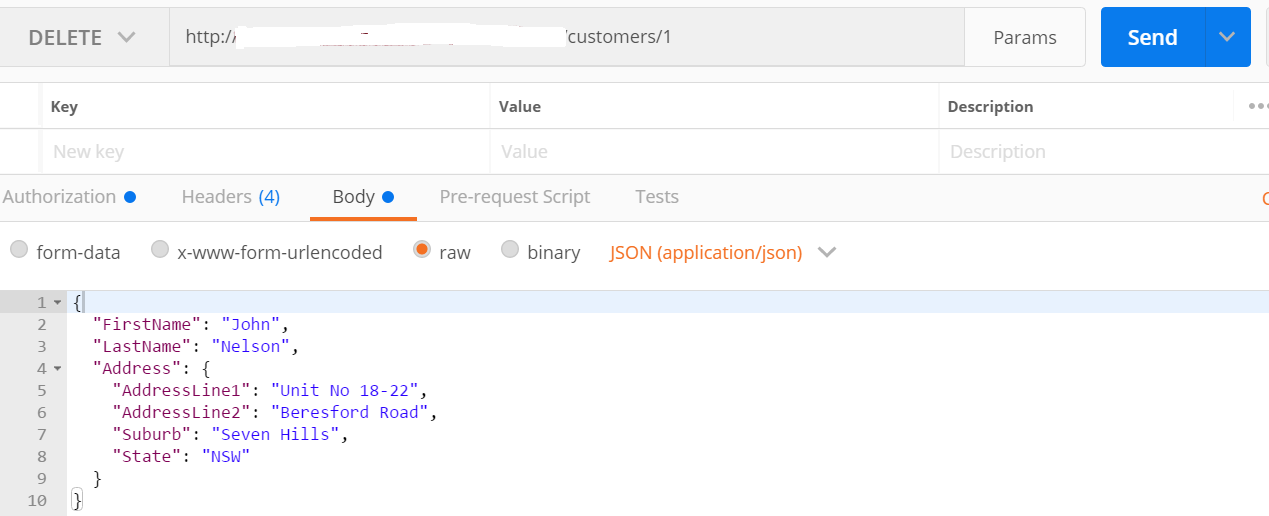 DELETE http:/ /customers/1 Params Send
Key Value Description
New key Value Description
Authorization Headers (4) Body Pre-request Script Tests
form-data x-www-form-urlencoded raw binary JSON (application/json)
1 {
2 "FirstName": "John",
3 "LastName": "Nelson",
4 "Address": {
5 "AddressLine1": "Unit No 18-22",
6 "AddressLine2": "Beresford Road",
7 "Suburb": "Seven Hills",
8 "State": "NSW"
9 }
10 }